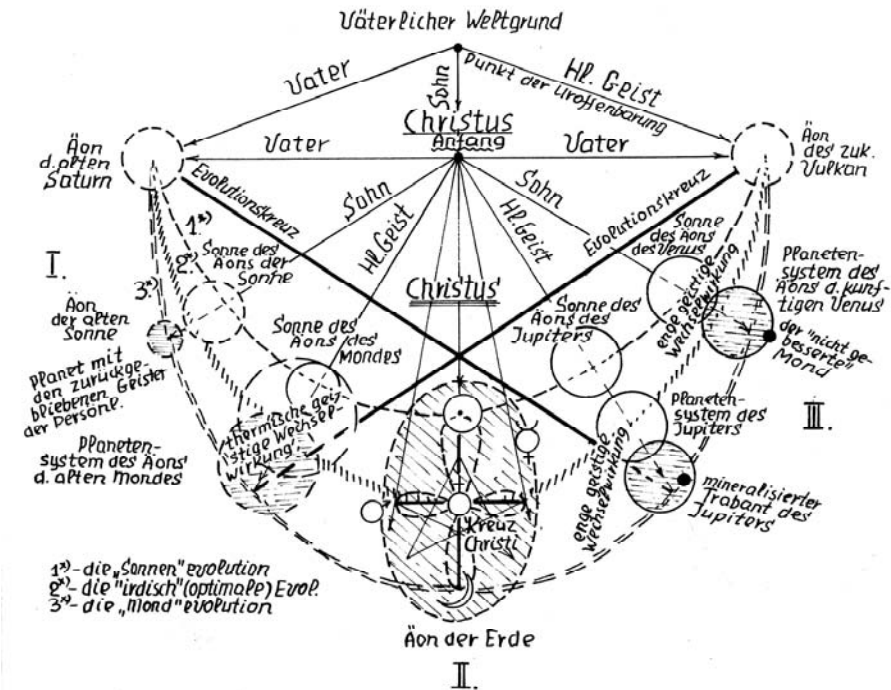 Väterlicher Weltgrund
Vater
Sohn
Hl. Geist
Punkt der Uroffenbarung
Christus
Anfang
Vater
Vater
Äon
d. alten
Saturn
Äon
des zuk.
Vulkan
Evolutionskreuz
Evolutionskreuz
Sohn
Sohn
Hl. Geist
Hl. Geist
1*)
2*)
3*)
I.
Sonne des
Äons der
Sonne
Sonne
des Äons
des Venus
Planeten-
system des
Äons d. künf-
tigen Venus
enge geistige
Wechselwirkung
Christus
Äon
der alten
Sonne
Sonne des
Äons des
Mondes
Sonne des
Äons des
Jupiters
der "nicht ge-
besserte"
Mond
Planet mit
den zurückge-
bliebenen Geister
der Persönl.
III.
thermische gei-
stige Wechsel-
wirkung
Planeten-
system des
Jupiters
Planeten-
system des Äons
d. alten Mondes
enge geistige
Wechselwirkung
mineralisierter
Trabant des
Jupiters
Kreuz
Christi
1*) - die „Sonnen" evolution
2*) - die "irdisch" (optimale) Evol.
3*) - die „Mond" evolution
Äon der Erde
II.